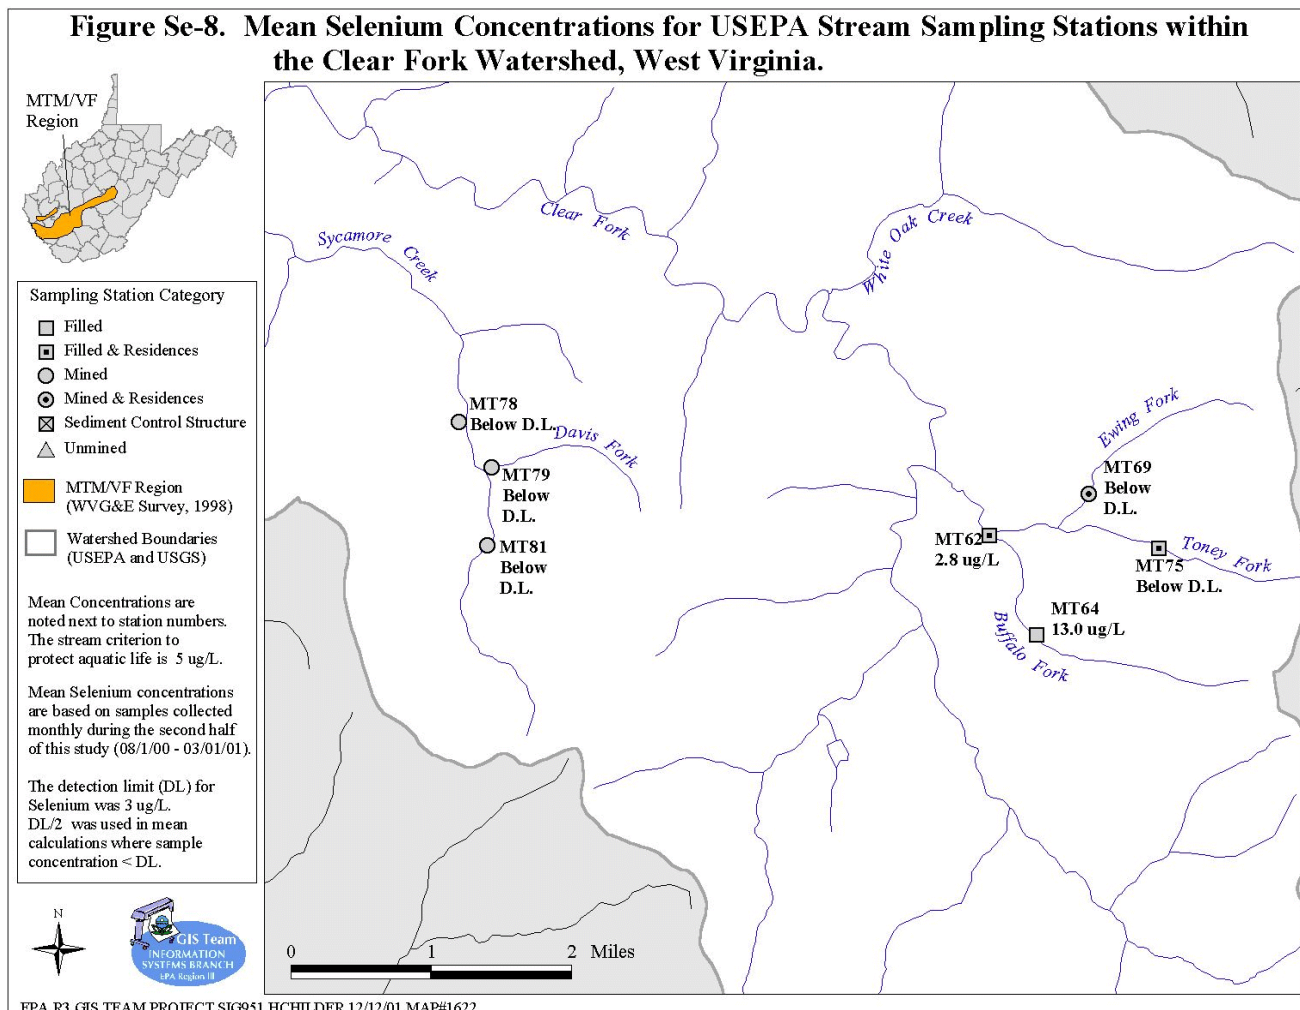 Figure Se-8.  Mean Selenium Concentrations for USEPA Stream Sampling Stations within
the Clear Fork Watershed, West Virginia.
MTM/VF
Region
Sampling Station Category
Filled
Filled & Residences
Mined
Mined & Residences
Sediment Control Structure
Unmined
MTM/VF Region
(WVG&E Survey, 1998)
Watershed Boundaries
(USEPA and USGS)
Mean Concentrations are
noted next to station numbers.
The stream criterion to
protect aquatic life is  5 ug/L.
Mean Selenium concentrations
are based on samples collected
monthly during the second half
of this study (08/1/00 - 03/01/01).
The detection limit (DL) for
Selenium was 3 ug/L.
DL/2  was used in mean
calculations where sample
concentration < DL.
N
GIS Team
INFORMATION
SYSTEMS BRANCH
EPA Region III
Clear Fork
Sycamore Creek
White Oak Creek
MT78
Below D.L.
Davis Fork
MT79
Below
D.L.
MT81
Below
D.L.
Ewing Fork
MT69
Below
D.L.
MT62
2.8 ug/L
Toney Fork
MT75
Below D.L.
MT64
13.0 ug/L
Buffalo Fork
0 1 2 Miles
EPA R3 GIS TEAM PROJECT SIG951 HCHILDER 12/12/01 MAP#1622